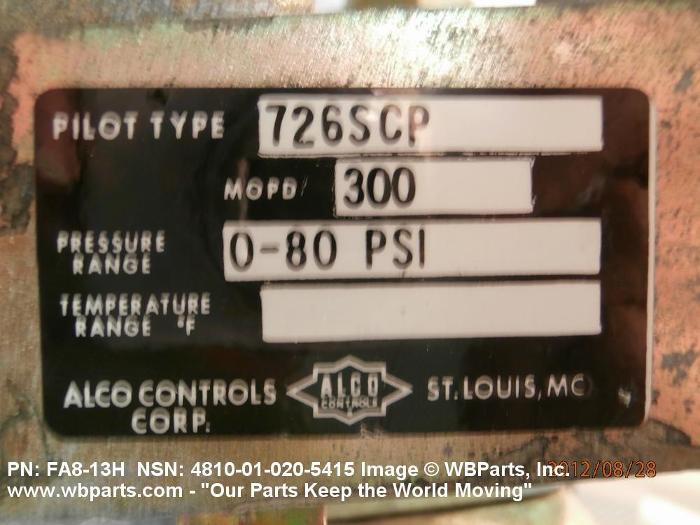 PILOT TYPE 726SCP
MOPD 300
PRESSURE RANGE 0-80 PSI
TEMPERATURE RANGE °F
ALCO CONTROLS CORP.
ALCO CONTROLS
ST. LOUIS, MO
PN: FA8-13H NSN: 4810-01-020-5415 Image © WBParts, Inc.
2012/08/28
www.wbparts.com - "Our Parts Keep the World Moving"